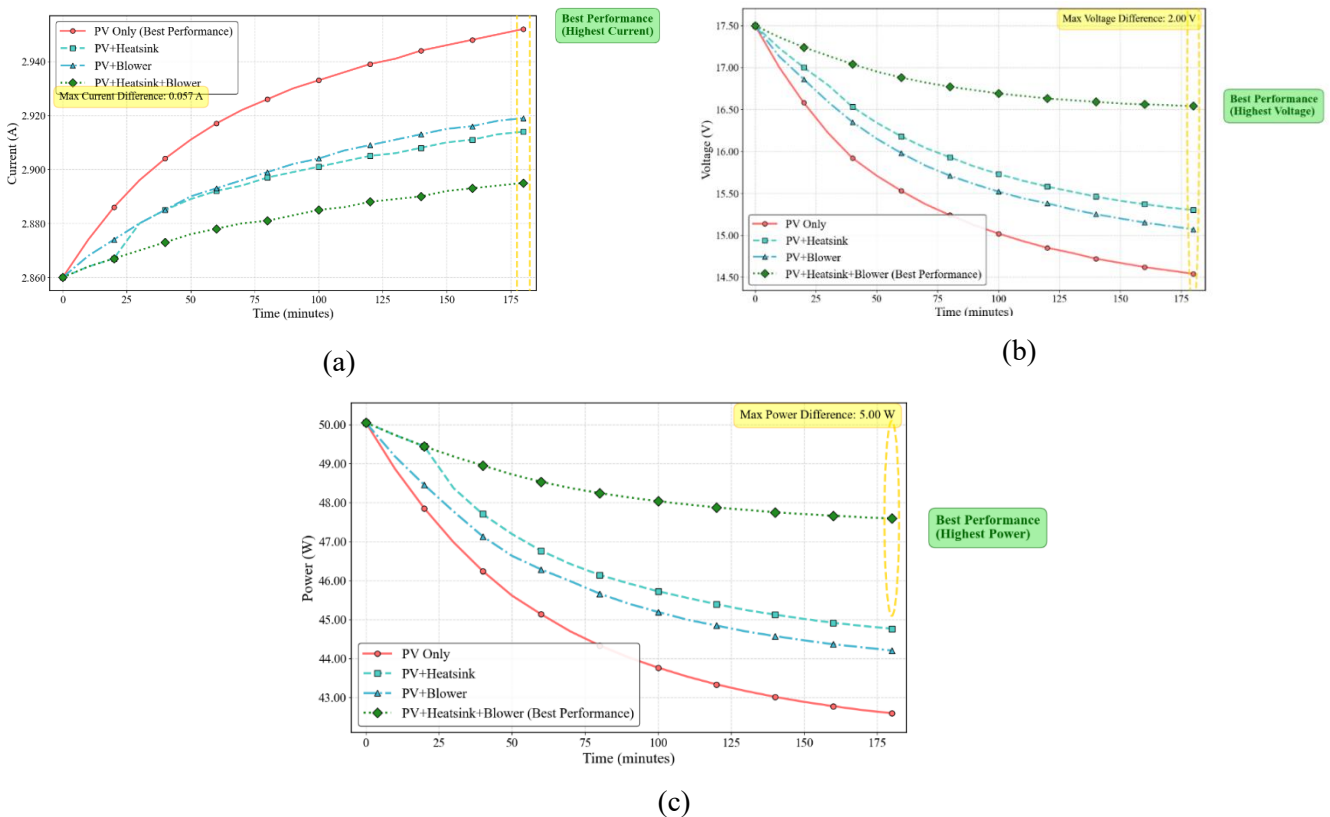 PV Only (Best Performance)
PV+Heatsink
PV+Blower
PV+Heatsink+Blower
Max Current Difference: 0.057 A
Best Performance
(Highest Current)
2.940
2.920
2.900
2.880
2.860
Current (A)
0
25
50
75
100
125
150
175
Time (minutes)
(a)
Max Voltage Difference: 2.00 V
Best Performance
(Highest Voltage)
17.50
17.00
16.50
16.00
15.50
15.00
14.50
Voltage (V)
PV Only
PV+Heatsink
PV+Blower
PV+Heatsink+Blower (Best Performance)
0
25
50
75
100
125
150
175
Time (minutes)
(b)
Max Power Difference: 5.00 W
Best Performance
(Highest Power)
50.00
49.00
48.00
47.00
46.00
45.00
44.00
43.00
Power (W)
PV Only
PV+Heatsink
PV+Blower
PV+Heatsink+Blower (Best Performance)
0
25
50
75
100
125
150
175
Time (minutes)
(c)